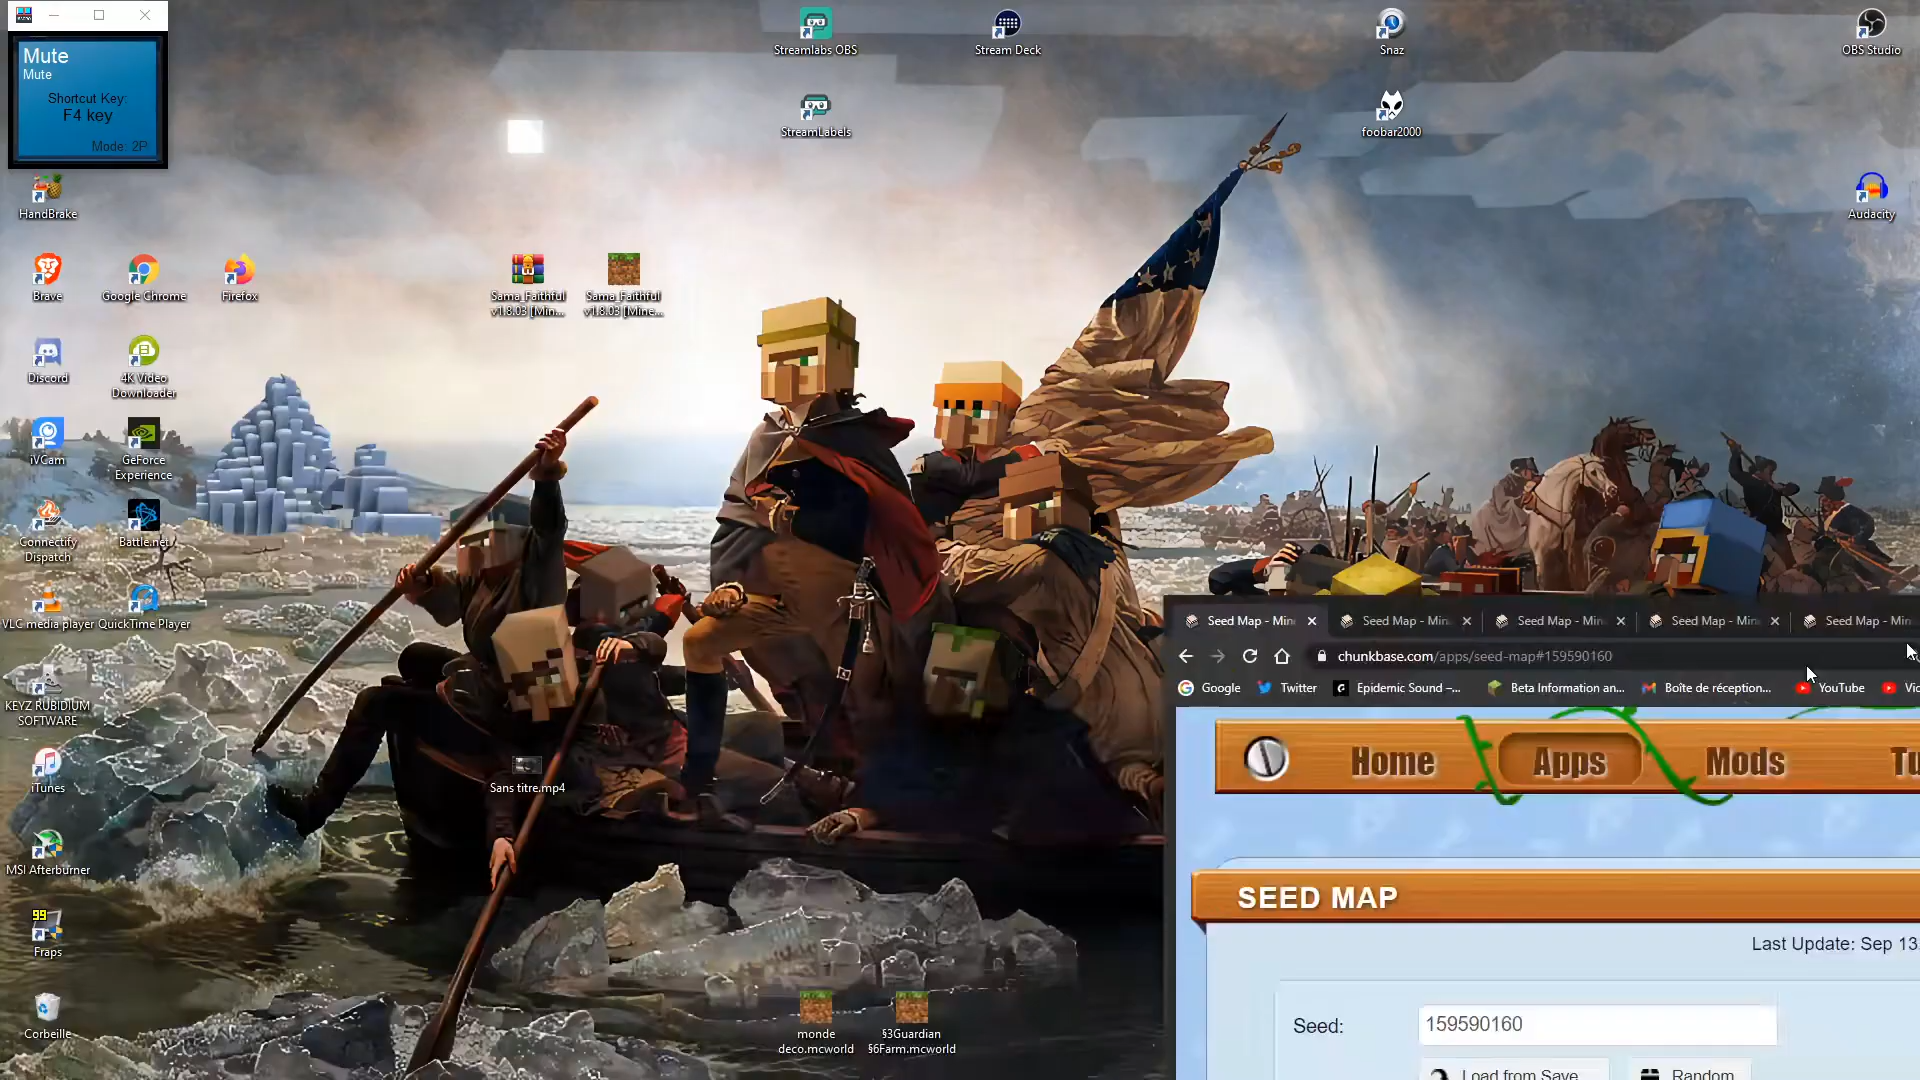 Mute
Mute
Shortcut Key:
F4 key
Mode: 2P
Streamlabs OBS
Stream Deck
Snaz
OBS Studio
StreamLabels
foobar2000
HandBrake
Audacity
Brave
Google Chrome
Firefox
Sama_Faithful
v1.8.03 [Min...
Sama_Faithful
v1.8.03 [Mine...
Discord
4K Video
Downloader
iVCam
GeForce
Experience
Connectify
Dispatch
Battle.net
VLC media player
QuickTime Player
KEYZ RUBIDIUM
SOFTWARE
iTunes
Sans titre.mp4
MSI Afterburner
99
Fraps
Corbeille
monde
deco.mcworld
§3Guardian
§6Farm.mcworld
Seed Map - Min
Seed Map - Min
Seed Map - Min
Seed Map - Min
Seed Map - Min
chunkbase.com/apps/seed-map#159590160
Google
Twitter
Epidemic Sound –...
Beta Information an...
Boîte de réception...
YouTube
Home
Apps
Mods
SEED MAP
Last Update: Sep 13
Seed:
159590160
Load from Save
Random